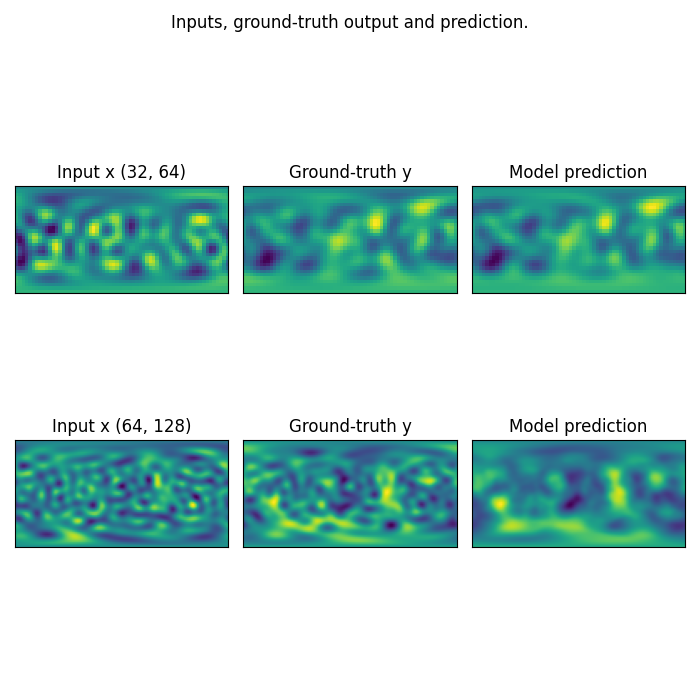 Inputs, ground-truth output and prediction.
Input x (32, 64)
Ground-truth y
Model prediction
Input x (64, 128)
Ground-truth y
Model prediction